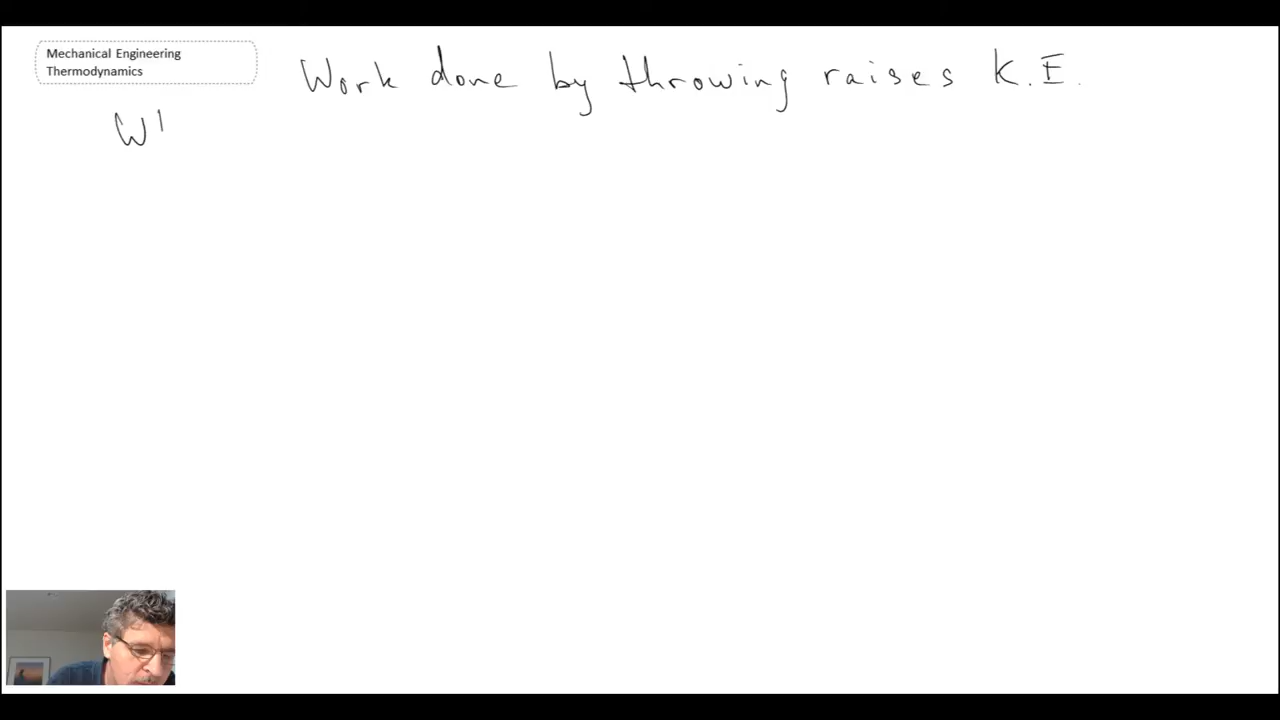 Mechanical Engineering
Thermodynamics
Work done by throwing raises K.E.